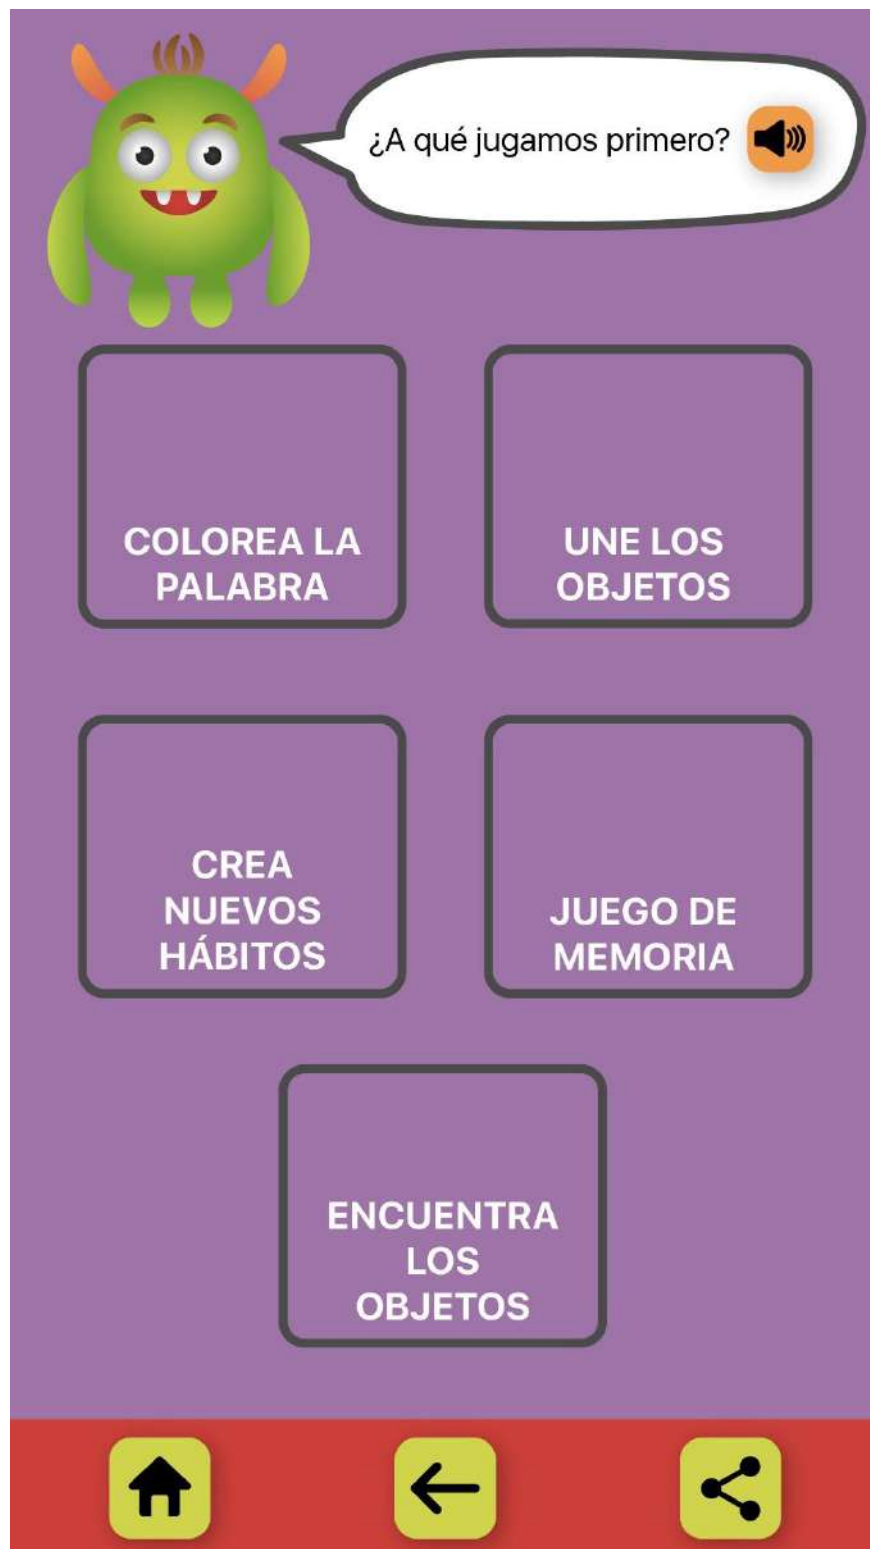 ¿A qué jugamos primero?
COLOREA LA
PALABRA
UNE LOS
OBJETOS
CREA
NUEVOS
HÁBITOS
JUEGO DE
MEMORIA
ENCUENTRA
LOS
OBJETOS